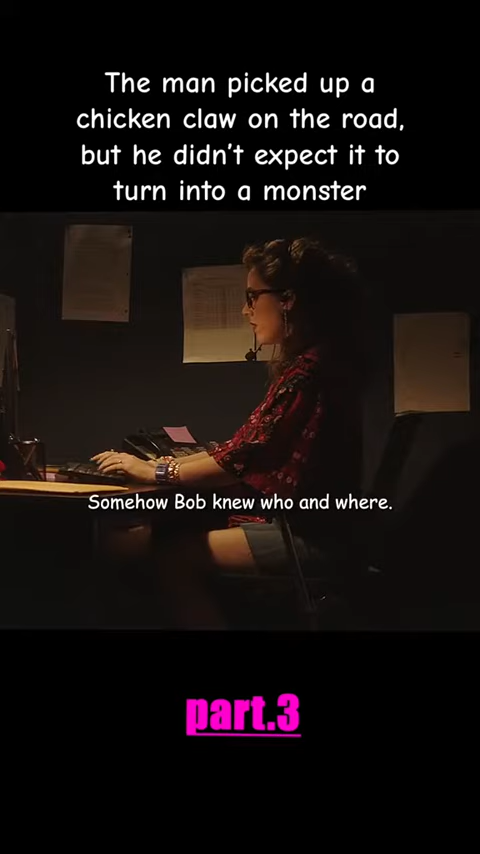 The man picked up a
chicken claw on the road,
but he didn't expect it to
turn into a monster
Somehow Bob knew who and where.
part.3